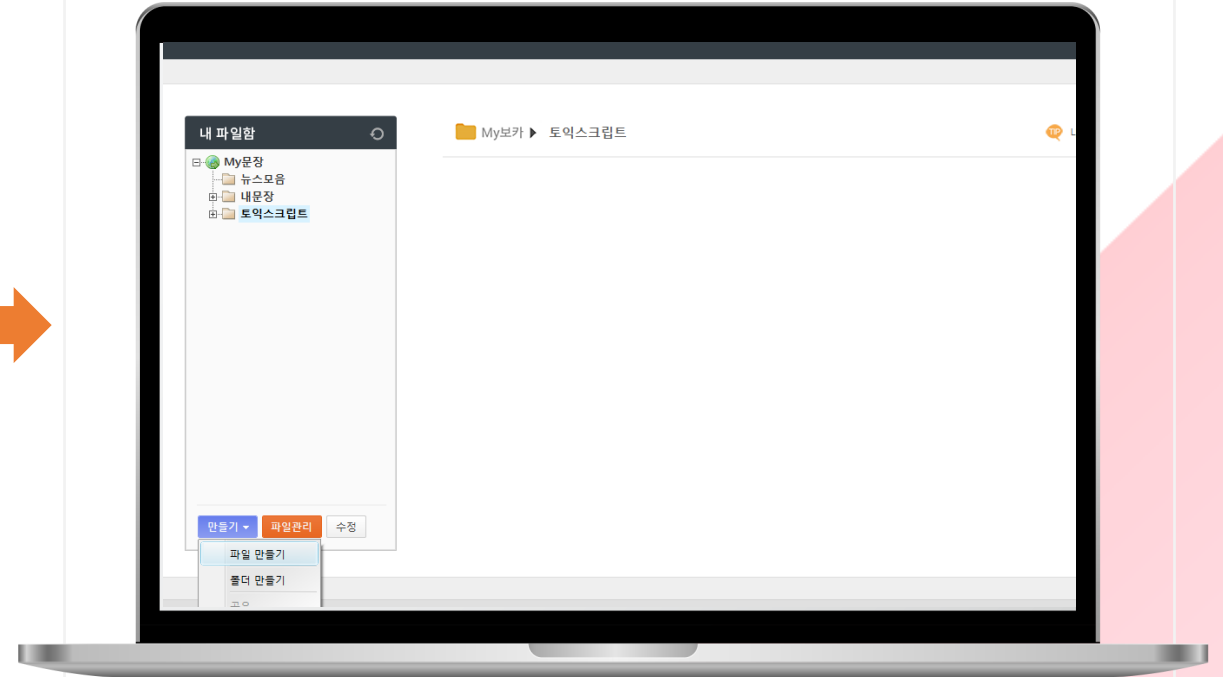 내 파일함
My보카 ▶ 토익스크립트
TIP
My문장
뉴스모음
내문장
토익스크립트
만들기 파일관리 수정
파일 만들기
폴더 만들기